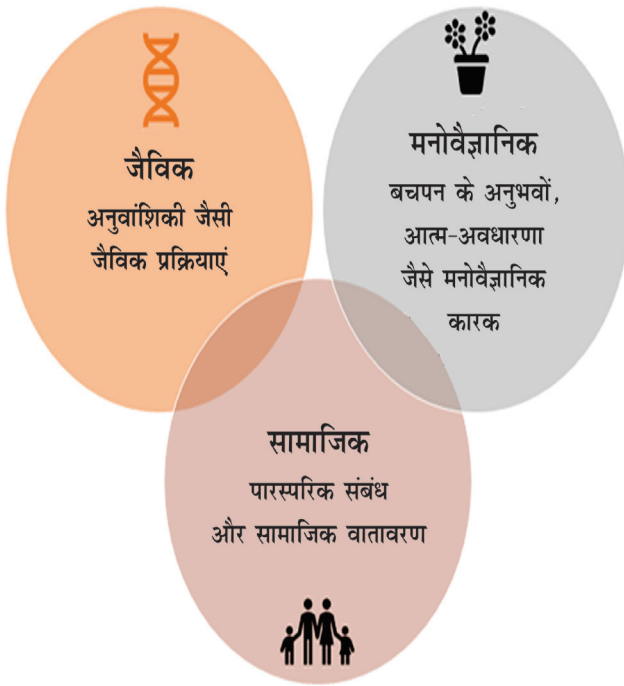 जैविक
अनुवांशिकी जैसी
जैविक प्रक्रियाएं
मनोवैज्ञानिक
बचपन के अनुभवों,
आत्म-अवधारणा
जैसे मनोवैज्ञानिक
कारक
सामाजिक
पारस्परिक संबंध
और सामाजिक वातावरण